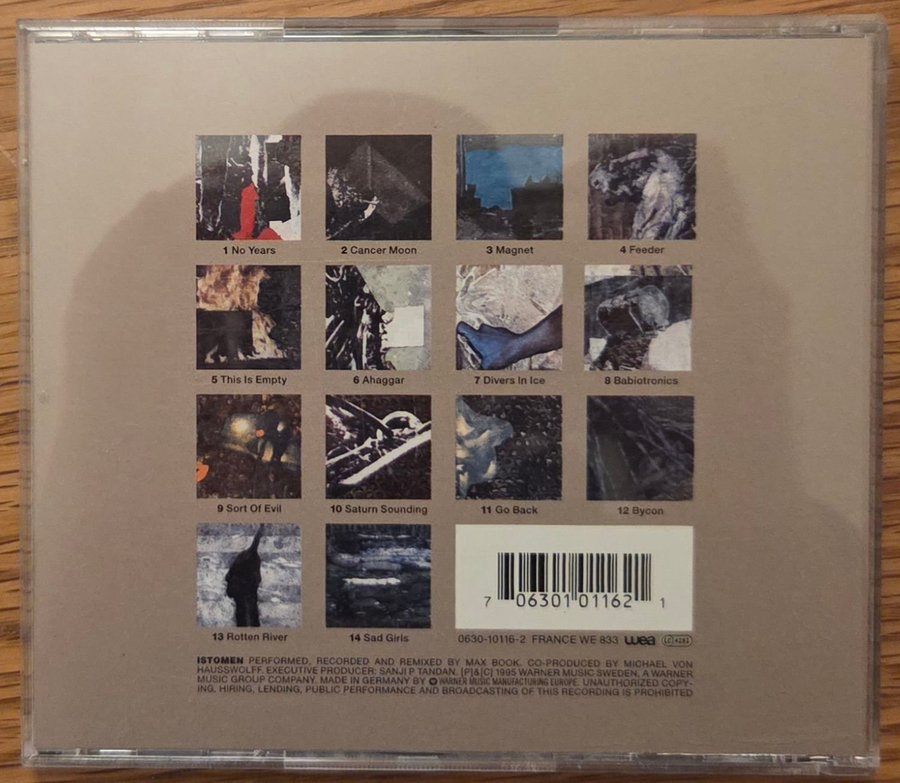 1 No Years
2 Cancer Moon
3 Magnet
4 Feeder
5 This Is Empty
6 Ahaggar
7 Divers In Ice
8 Babiotronics
9 Sort Of Evil
10 Saturn Sounding
11 Go Back
12 Bycon
13 Rotten River
14 Sad Girls
7 06301 01162 1
0630-10116-2 FRANCE WE 833 wea LC 4281
ISTOMEN PERFORMED, RECORDED AND REMIXED BY MAX BOOK. CO-PRODUCED BY MICHAEL VON
HAUSSWOLFF. EXECUTIVE PRODUCER: SANJI P TANDAN. [P]&[C] 1995 WARNER MUSIC SWEDEN, A WARNER
MUSIC GROUP COMPANY. MADE IN GERMANY BY WARNER MUSIC MANUFACTURING EUROPE. UNAUTHORIZED COPY-
ING, HIRING, LENDING, PUBLIC PERFORMANCE AND BROADCASTING OF THIS RECORDING IS PROHIBITED